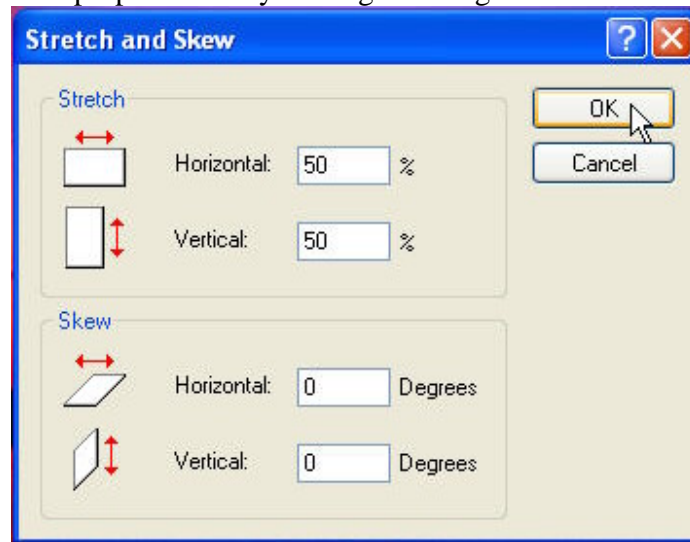 Stretch and Skew
Stretch
OK
Horizontal: 50 %
Cancel
Vertical: 50 %
Skew
Horizontal: 0 Degrees
Vertical: 0 Degrees